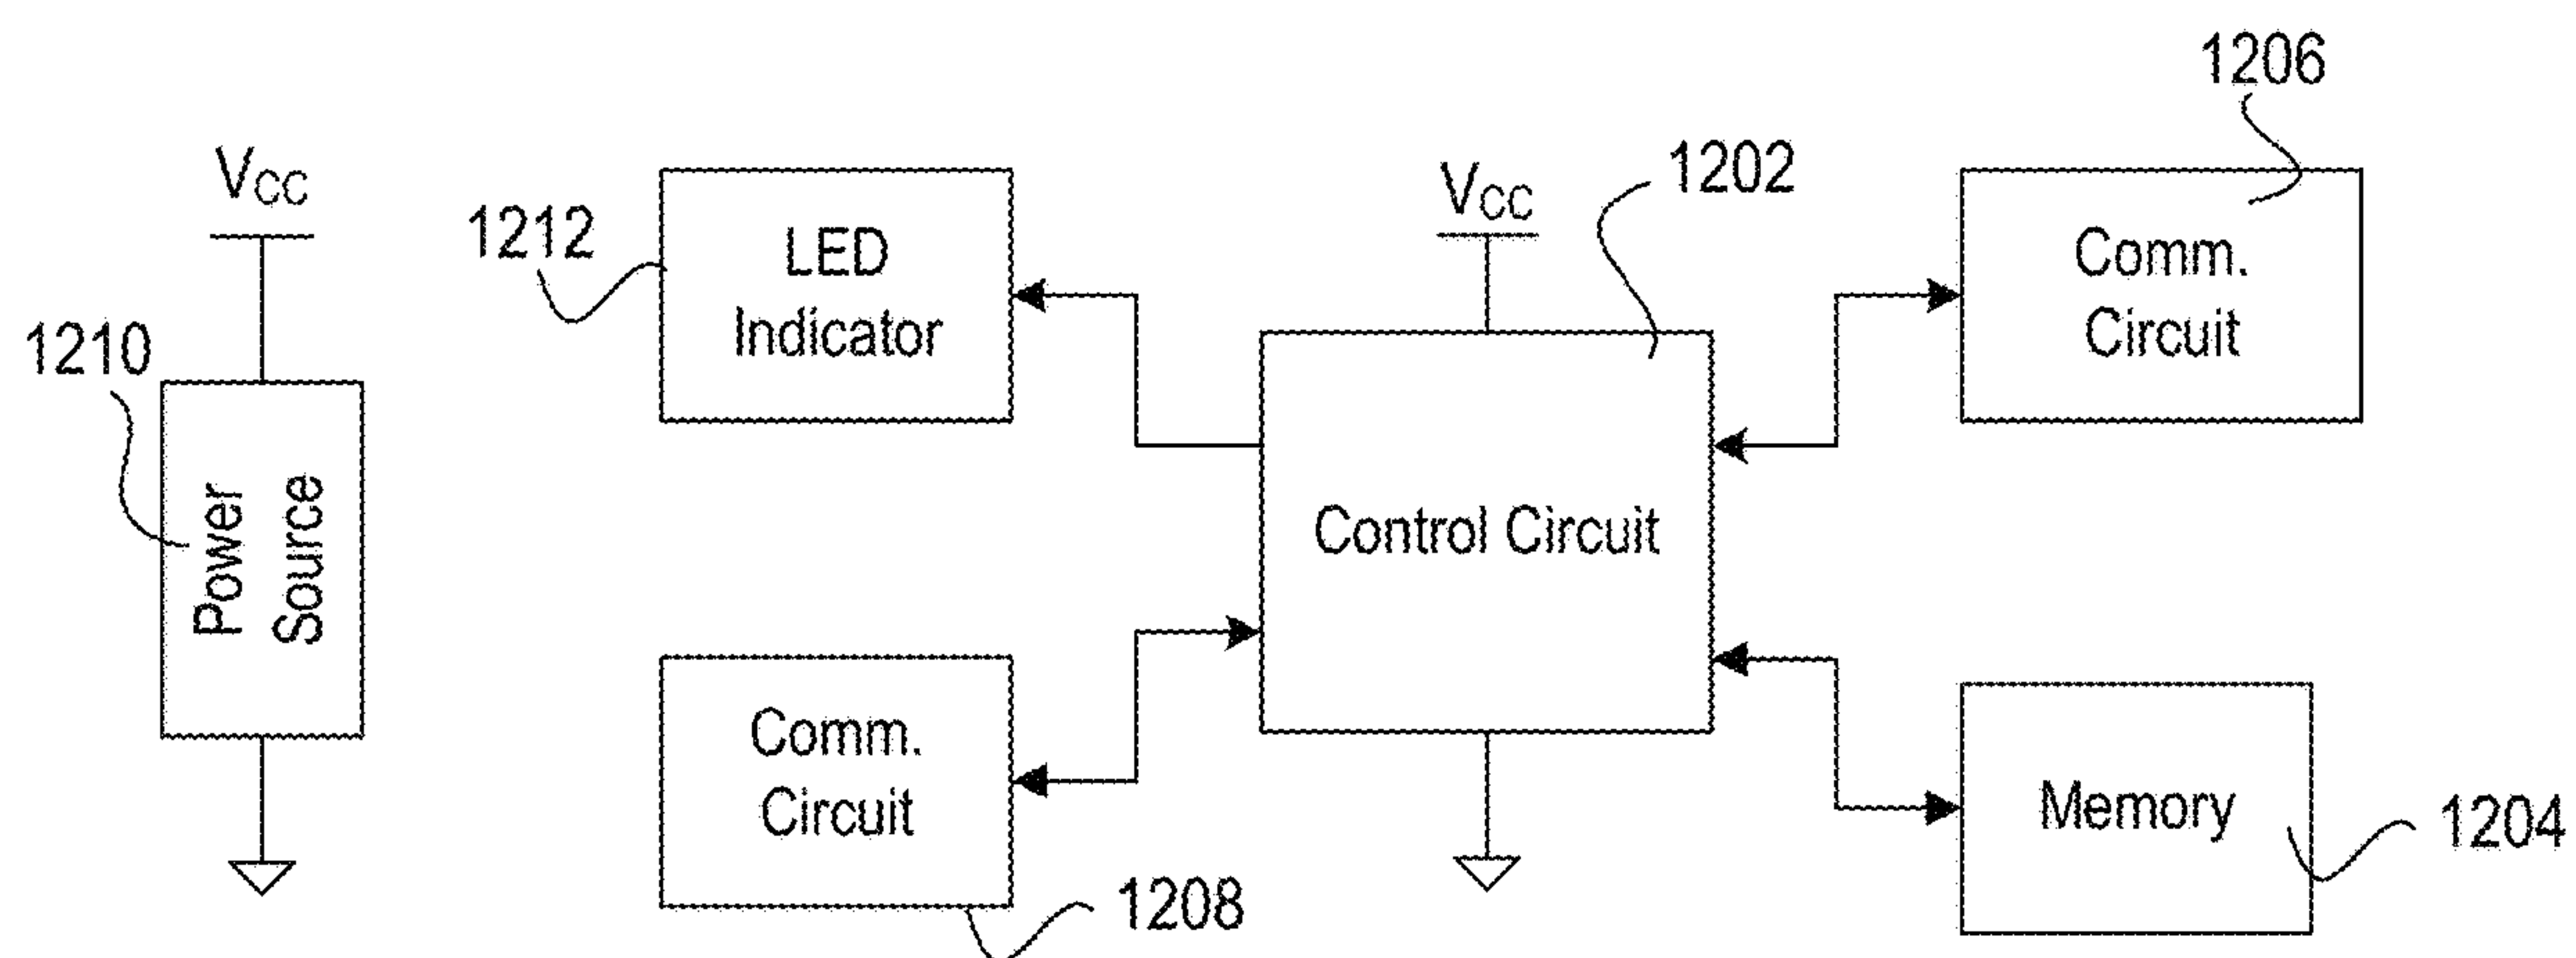 1206
VCC
1212
LED
Indicator
VCC
1202
Comm.
Circuit
1210
Power
Source
Control Circuit
Comm.
Circuit
1208
Memory
1204